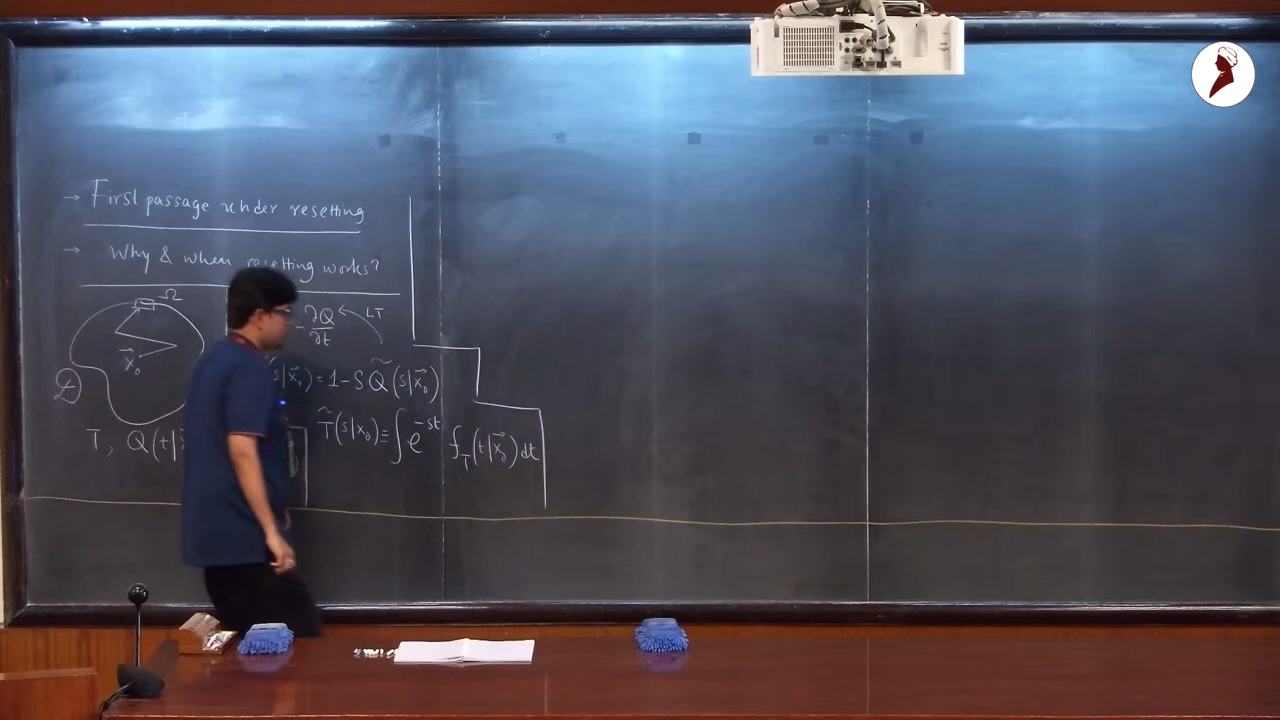 → First passage under resetting
→ Why & when resetting works?
Ω
x⃗₀
𝒟
T, Q(t|
- ∂Q/∂t
LT
s|x⃗₀) = 1 - S Q̃(s|x⃗₀)
T̃(s|x₀) ≡ ∫ e^{-st} f_T(t|x⃗₀) dt